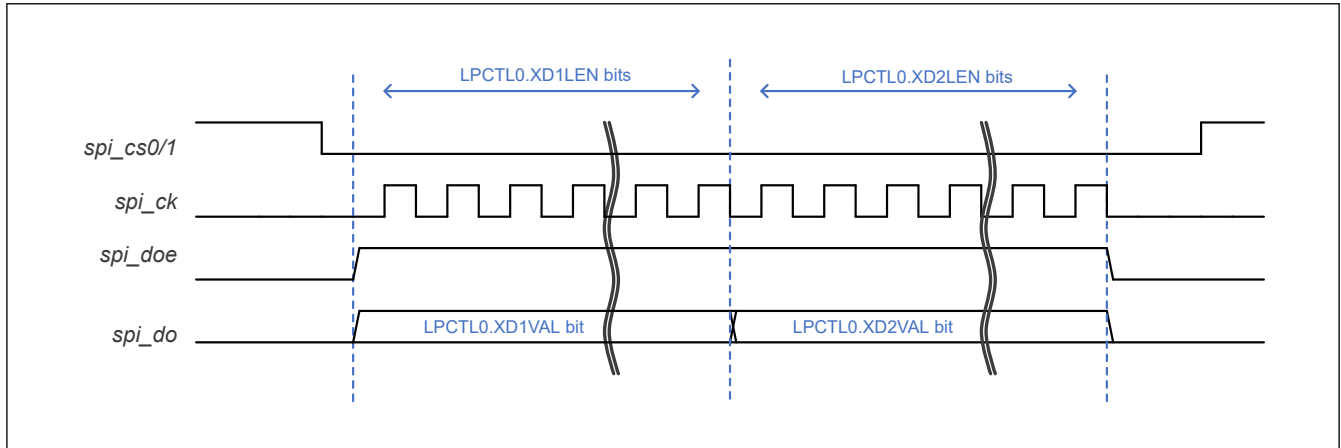 LPCTL0.XD1LEN bits
LPCTL0.XD2LEN bits
spi_cs0/1
spi_ck
spi_doe
spi_do
LPCTL0.XD1VAL bit
LPCTL0.XD2VAL bit